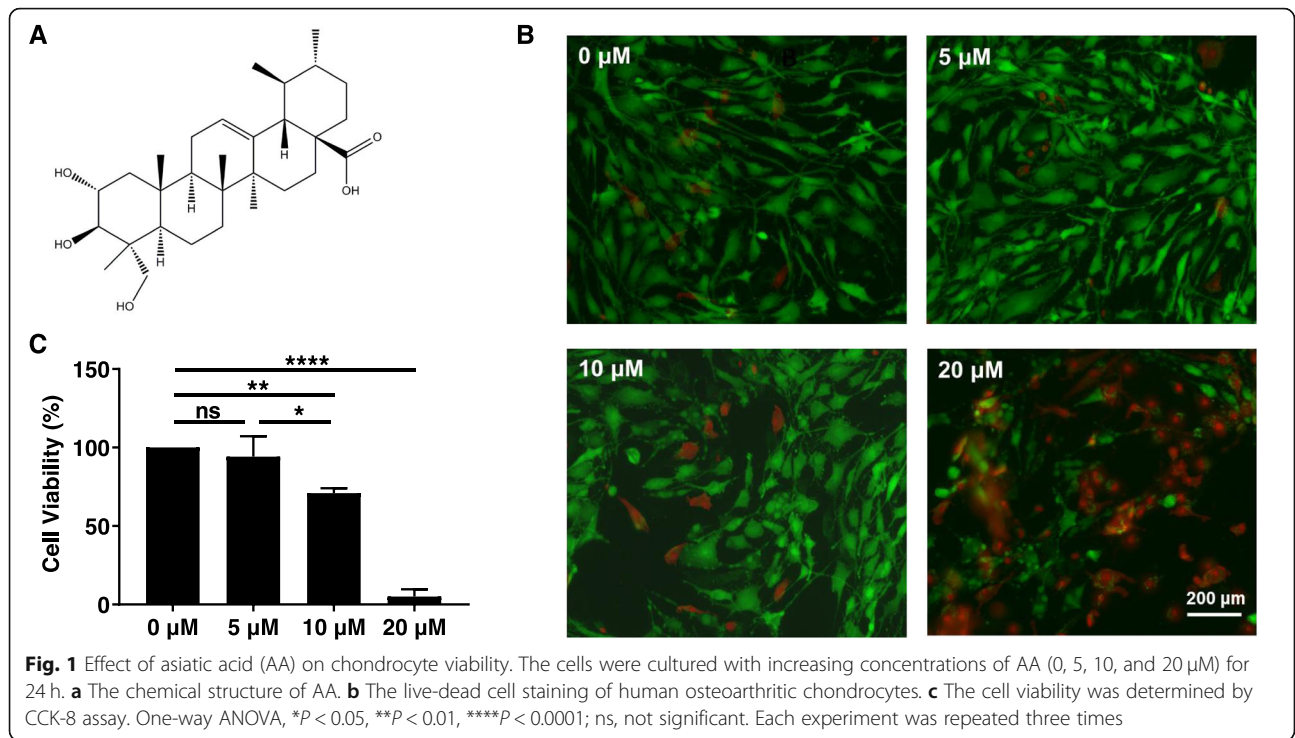 A
HO
HO
HO
H
H
H
O
OH
B
0 µM
B
5 µM
10 µM
20 µM
200 µm
C
Cell Viability (%)
150
100
50
0
****
**
ns
*
0 µM 5 µM 10 µM 20 µM
Fig. 1 Effect of asiatic acid (AA) on chondrocyte viability. The cells were cultured with increasing concentrations of AA (0, 5, 10, and 20 µM) for
24 h. a The chemical structure of AA. b The live-dead cell staining of human osteoarthritic chondrocytes. c The cell viability was determined by
CCK-8 assay. One-way ANOVA, *P < 0.05, **P < 0.01, ****P < 0.0001; ns, not significant. Each experiment was repeated three times